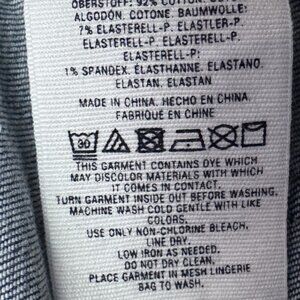 OBERSTOFF: 92% COTTON
ALGODÓN. COTONE. BAUMWOLLE:
7% ELASTERELL-P. ELASTLER-P.
ELASTERELL-P. ELASTERELL-P.
ELASTERELL-P:
1% SPANDEX. ÉLASTHANNE. ELASTANO.
ELASTAN. ELASTAN
MADE IN CHINA. HECHO EN CHINA.
FABRIQUÉ EN CHINE
30
THIS GARMENT CONTAINS DYE WHICH
MAY DISCOLOR MATERIALS WITH WHICH
IT COMES IN CONTACT.
TURN GARMENT INSIDE OUT BEFORE WASHING.
MACHINE WASH COLD GENTLE WITH LIKE
COLORS.
USE ONLY NON-CHLORINE BLEACH,
LINE DRY.
LOW IRON AS NEEDED.
DO NOT DRY CLEAN.
PLACE GARMENT IN MESH LINGERIE
BAG TO WASH.